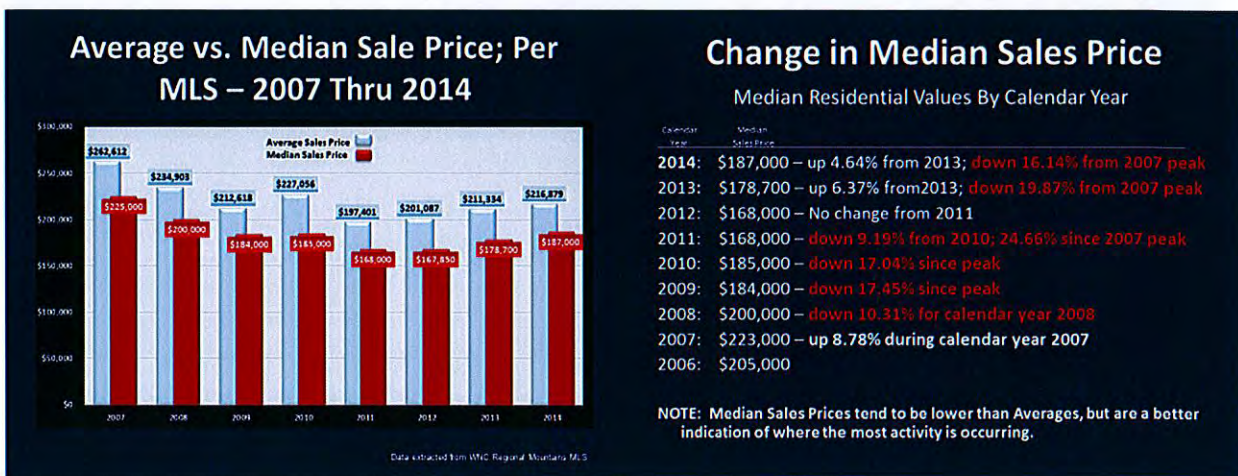 Average vs. Median Sale Price; Per
MLS – 2007 Thru 2014
$300,000
$250,000
$200,000
$150,000
$100,000
$50,000
$0
Average Sales Price
Median Sales Price
$262,612
$225,000
$234,903
$200,000
$212,618
$184,000
$227,056
$185,000
$197,401
$168,000
$201,087
$167,850
$211,334
$178,700
$216,879
$187,000
2007
2008
2009
2010
2011
2012
2013
2014
Data extracted from WNC Regional Mountains MLS
Change in Median Sales Price
Median Residential Values By Calendar Year
Calendar Median
Year Sales Price
2014: $187,000 – up 4.64% from 2013; down 16.14% from 2007 peak
2013: $178,700 – up 6.37% from2013; down 19.87% from 2007 peak
2012: $168,000 – No change from 2011
2011: $168,000 – down 9.19% from 2010; 24.66% since 2007 peak
2010: $185,000 – down 17.04% since peak
2009: $184,000 – down 17.45% since peak
2008: $200,000 – down 10.31% for calendar year 2008
2007: $223,000 – up 8.78% during calendar year 2007
2006: $205,000
NOTE: Median Sales Prices tend to be lower than Averages, but are a better
indication of where the most activity is occurring.